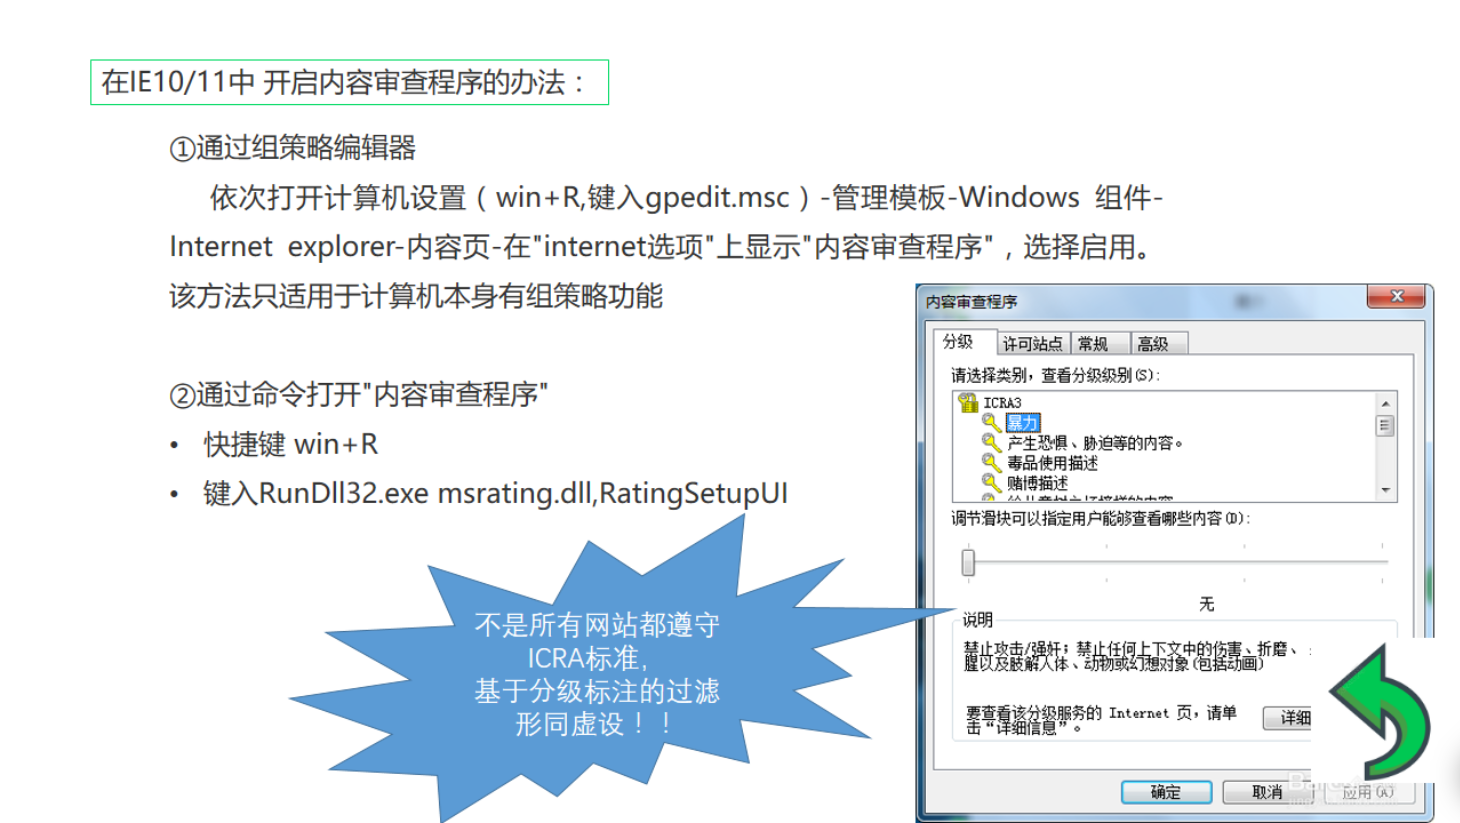 在IE10/11中 开启内容审查程序的办法：
①通过组策略编辑器
依次打开计算机设置（win+R,键入gpedit.msc）-管理模板-Windows 组件-
Internet explorer-内容页-在"internet选项"上显示"内容审查程序"，选择启用。
该方法只适用于计算机本身有组策略功能
②通过命令打开"内容审查程序"
• 快捷键 win+R
• 键入RunDll32.exe msrating.dll,RatingSetupUI
不是所有网站都遵守
ICRA标准，
基于分级标注的过滤
形同虚设！！
内容审查程序
分级 许可站点 常规 高级
请选择类别，查看分级级别(S)：
ICRA3
暴力
产生恐惧、胁迫等的内容。
毒品使用描述
赌博描述
调节滑块可以指定用户能够查看哪些内容(D)：
无
说明
禁止攻击/强奸；禁止任何上下文中的伤害、折磨、
腥以及肢解人体、动物或幻想对象(包括动画)
要查看该分级服务的 Internet 页，请单
击“详细信息”。
详细
确定 取消 应用(A)